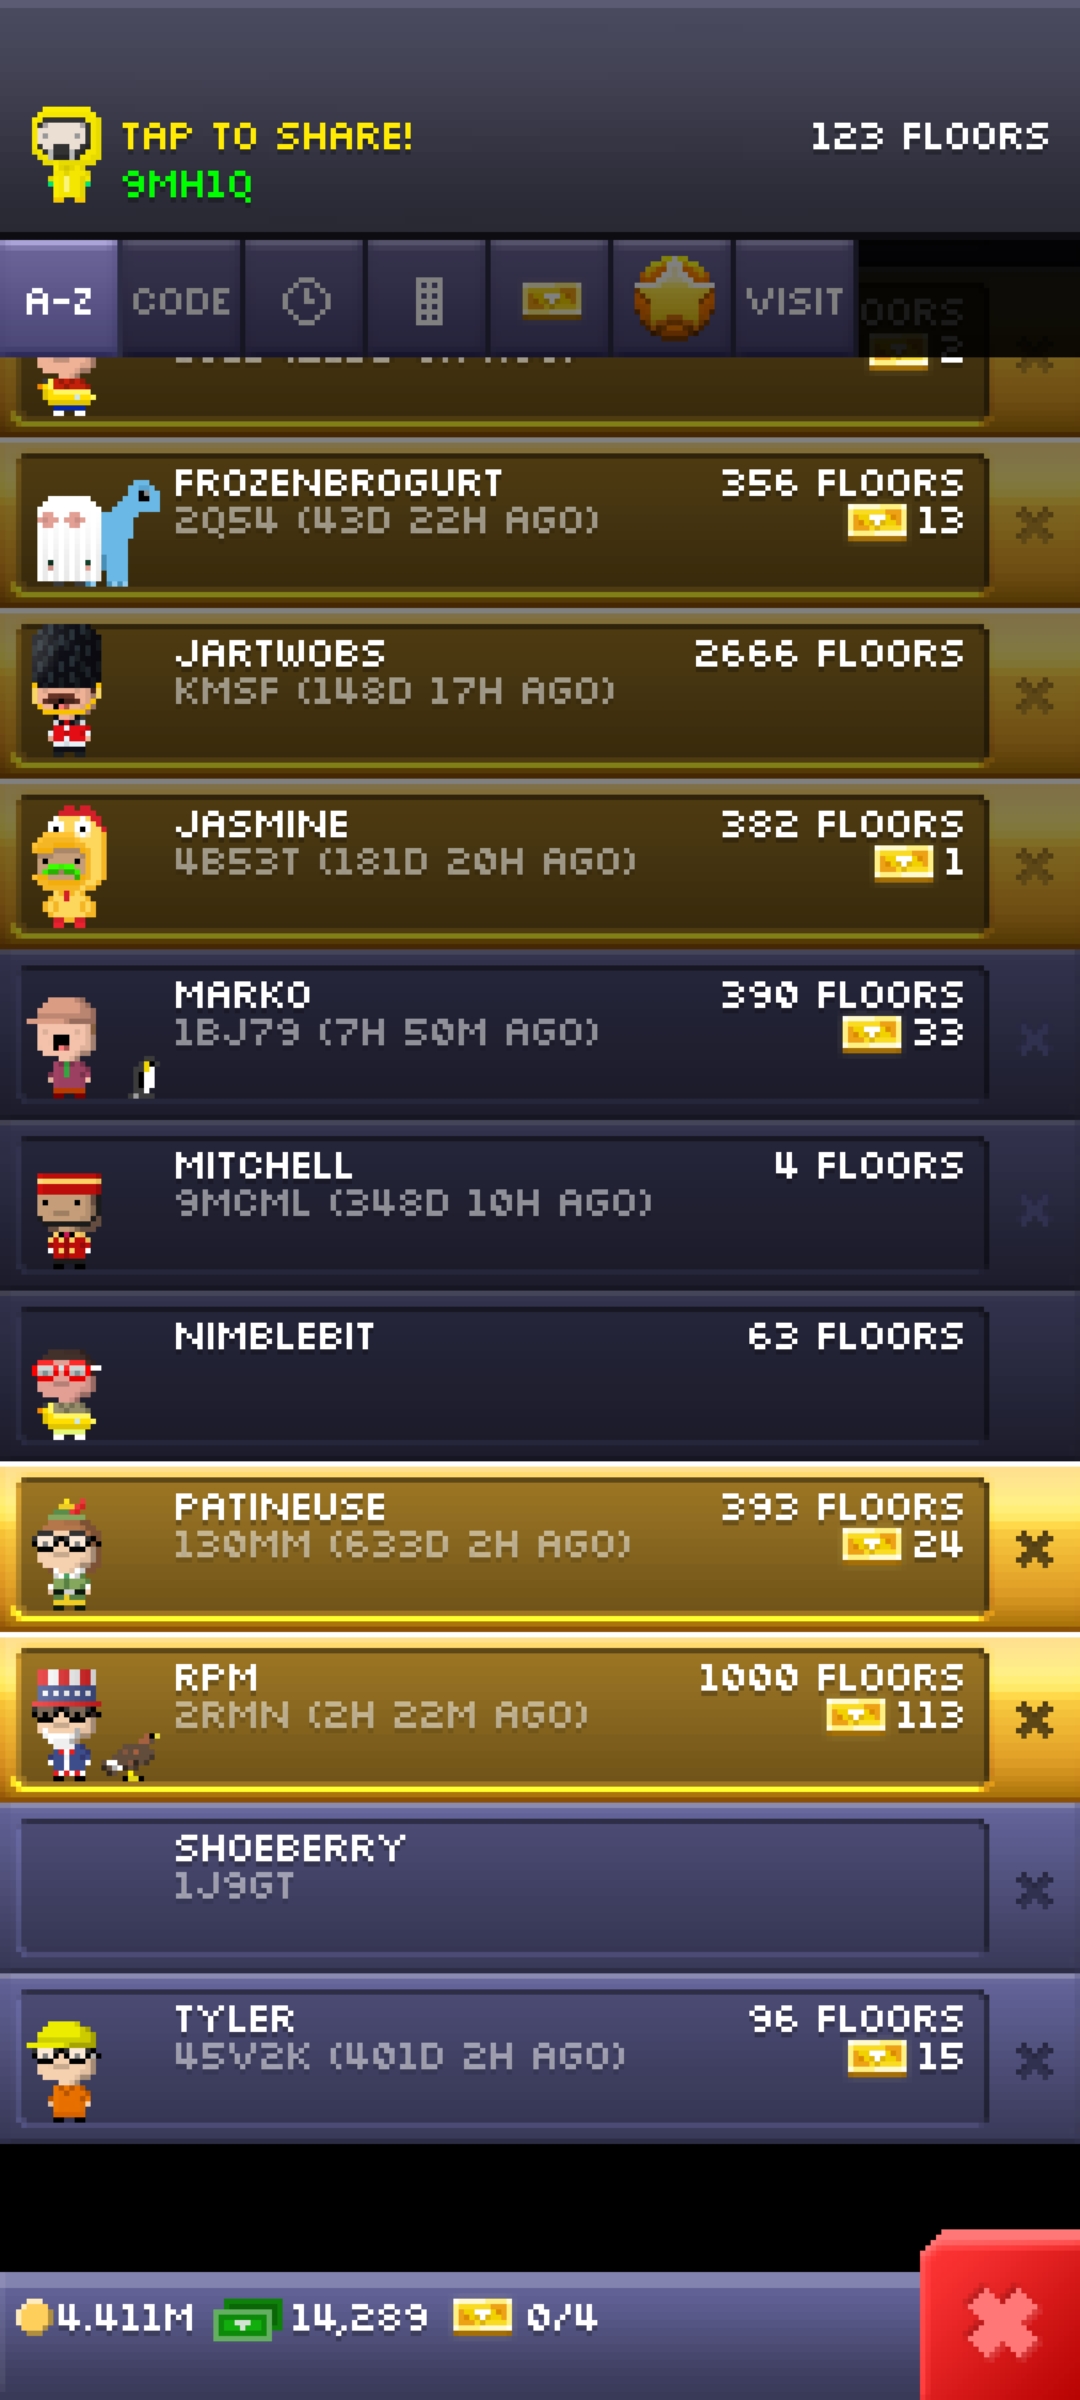 TAP TO SHARE!
123 FLOORS
9MH1Q
A-Z CODE VISIT
2
FROZENBROGURT 356 FLOORS
2Q54 (43D 22H AGO) 13
JARTWOBS 2666 FLOORS
KMSF (148D 17H AGO)
JASMINE 382 FLOORS
4B53T (181D 20H AGO) 1
MARKO 390 FLOORS
1BJ79 (7H 50M AGO) 33
MITCHELL 4 FLOORS
9MCML (348D 10H AGO)
NIMBLEBIT 63 FLOORS
PATINEUSE 393 FLOORS
130MM (633D 2H AGO) 24
RPM 1000 FLOORS
2RMN (2H 22M AGO) 113
SHOEBERRY
1J9GT
TYLER 96 FLOORS
45V2K (401D 2H AGO) 15
4.411M 14,289 0/4